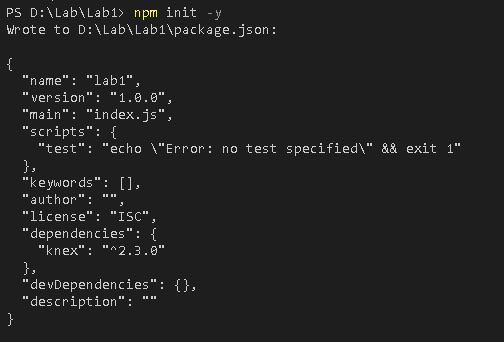 PS D:\Lab\Lab1> npm init -y
Wrote to D:\Lab\Lab1\package.json:
{
"name": "lab1",
"version": "1.0.0",
"main": "index.js",
"scripts": {
"test": "echo \"Error: no test specified\" && exit 1"
},
"keywords": [],
"author": "",
"license": "ISC",
"dependencies": {
"knex": "^2.3.0"
},
"devDependencies": {},
"description": ""
}